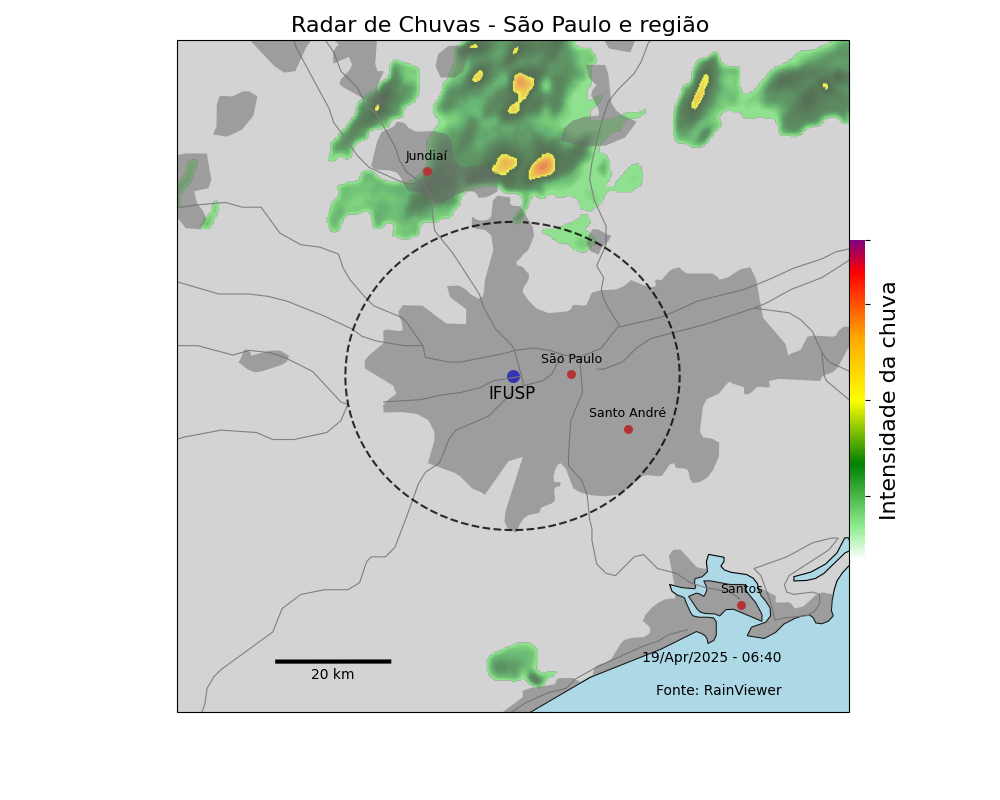 Radar de Chuvas - São Paulo e região
Jundiaí
São Paulo
IFUSP
Santo André
Intensidade da chuva
Santos
19/Apr/2025 - 06:40
20 km
Fonte: RainViewer